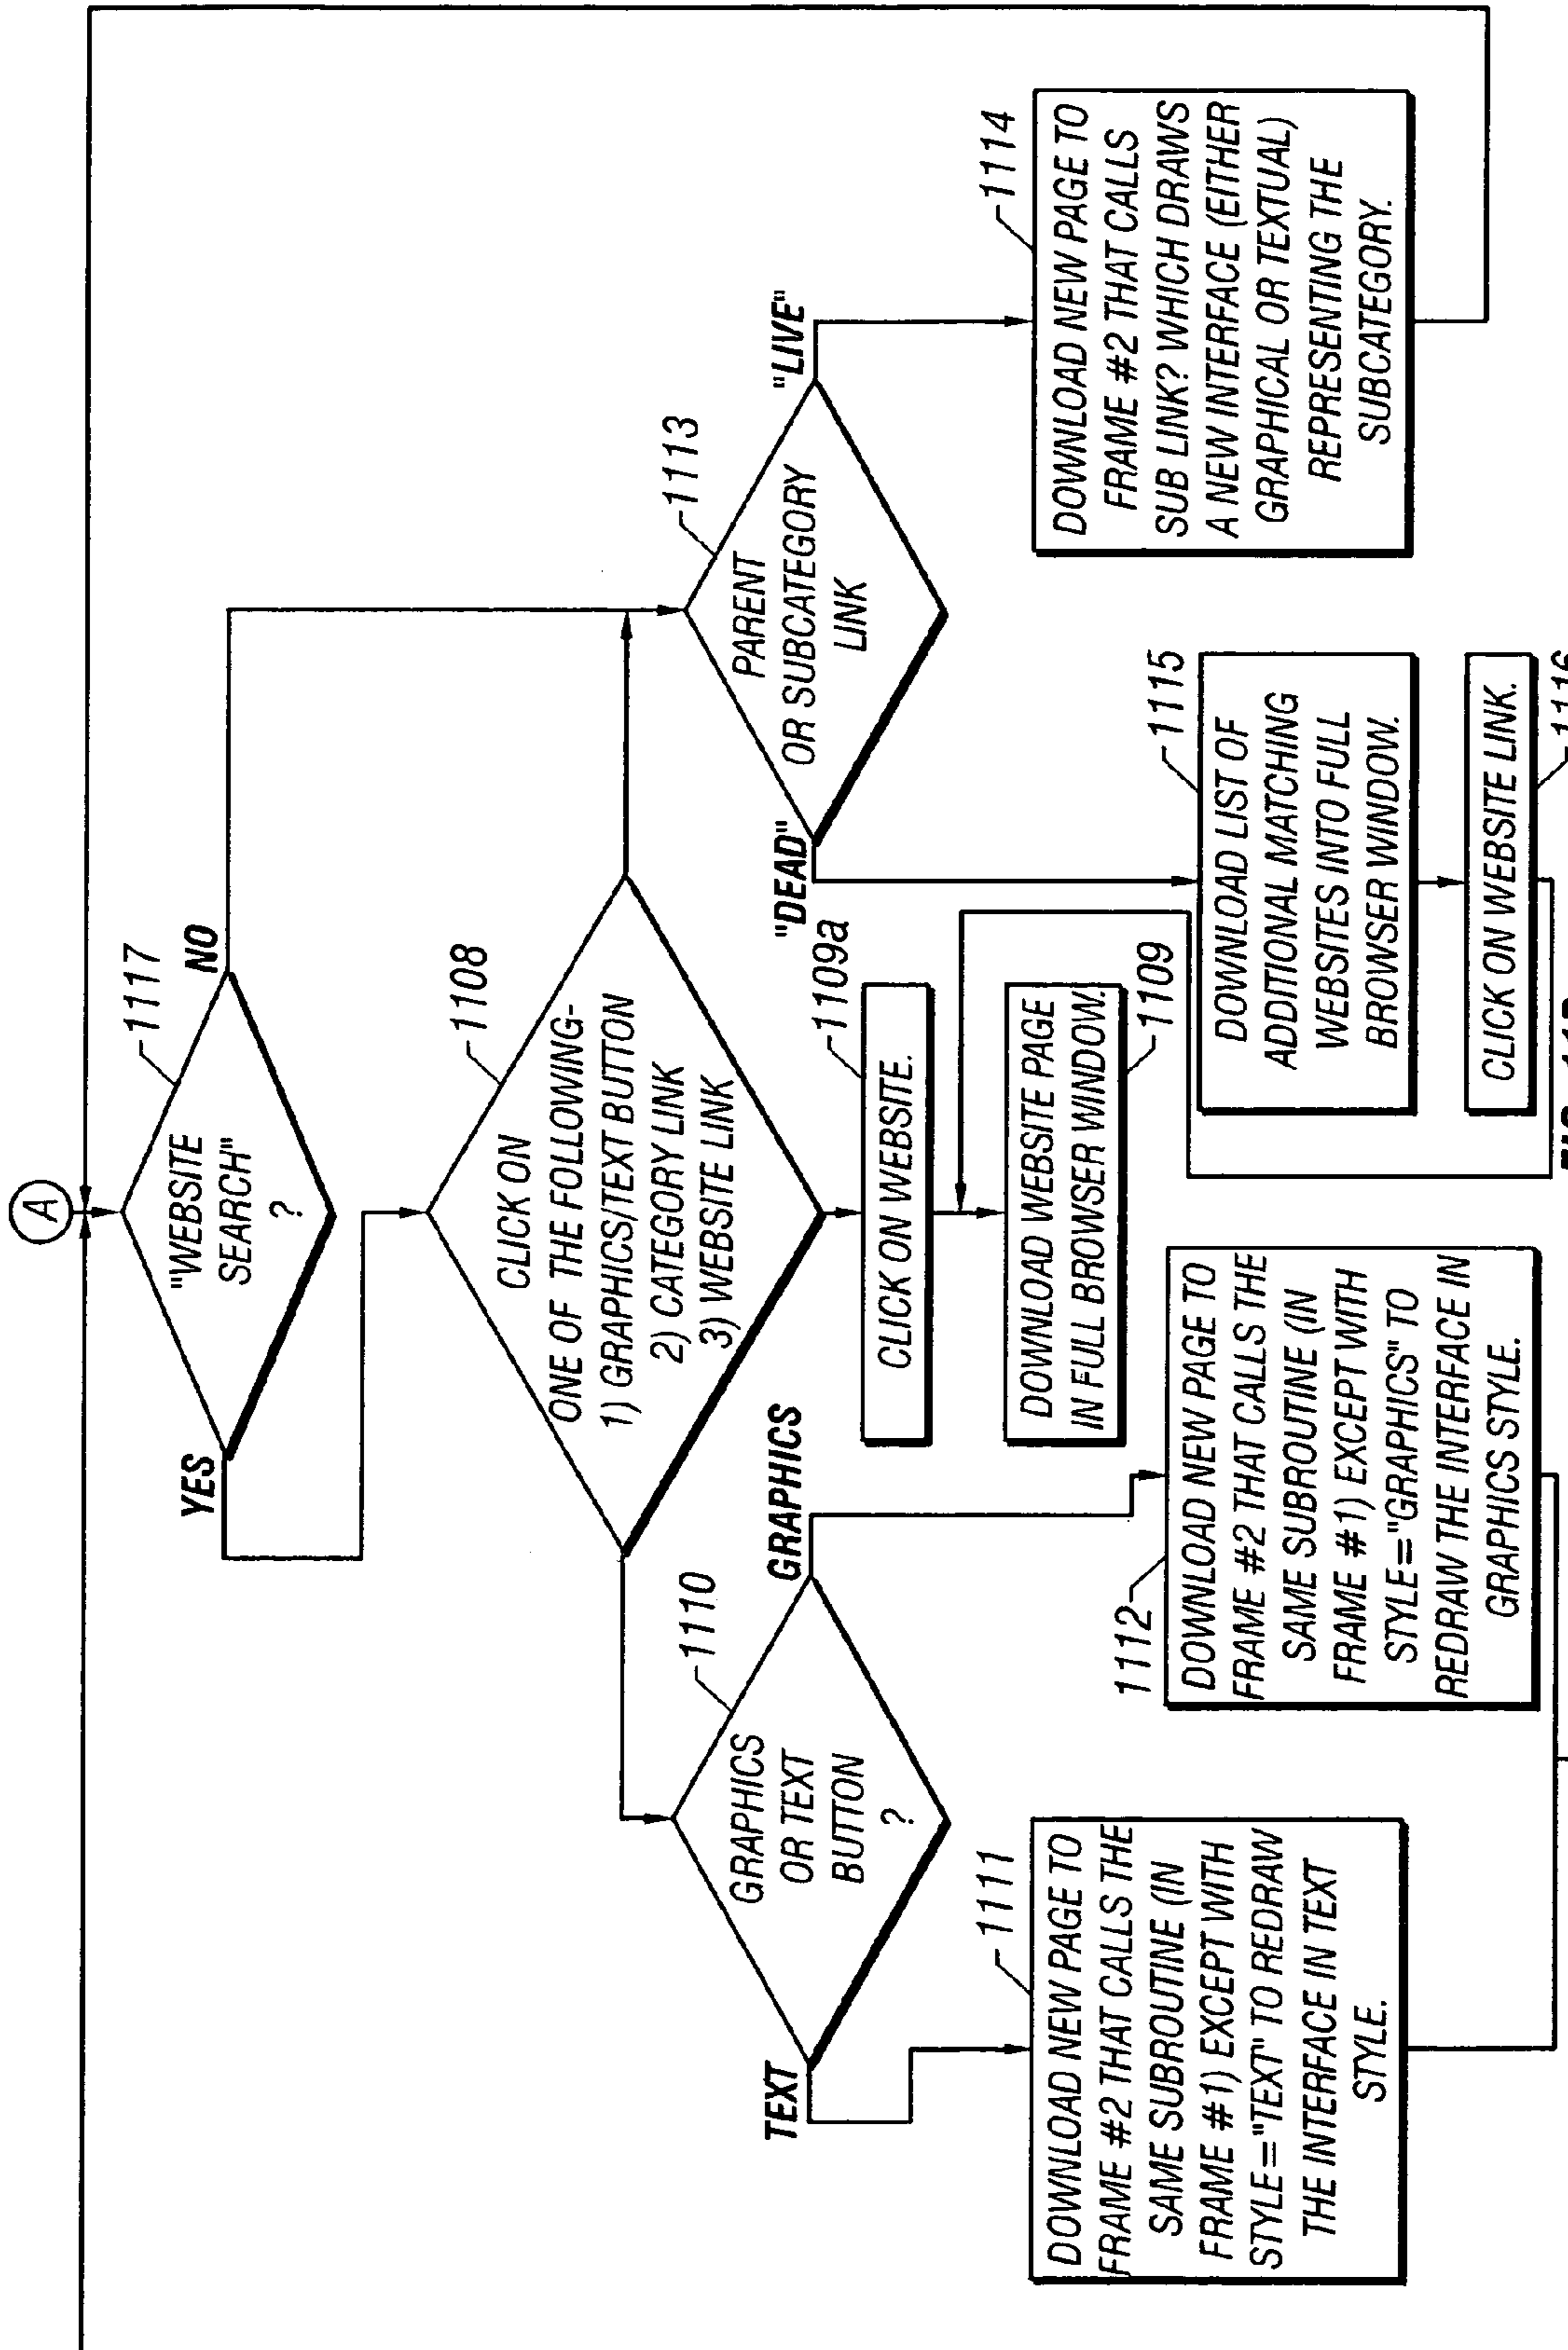 A
"WEBSITE
SEARCH"
?
1117
YES
NO
CLICK ON
ONE OF THE FOLLOWING-
1) GRAPHICS/TEXT BUTTON
2) CATEGORY LINK
3) WEBSITE LINK
1108
GRAPHICS
OR TEXT
BUTTON
?
1110
TEXT
GRAPHICS
CLICK ON WEBSITE.
1109a
DOWNLOAD WEBSITE PAGE
IN FULL BROWSER WINDOW.
1109
PARENT
OR SUBCATEGORY
LINK
1113
"DEAD"
"LIVE"
DOWNLOAD NEW PAGE TO
FRAME #2 THAT CALLS THE
SAME SUBROUTINE (IN
FRAME #1) EXCEPT WITH
STYLE="TEXT" TO REDRAW
THE INTERFACE IN TEXT
STYLE.
1111
1112
DOWNLOAD NEW PAGE TO
FRAME #2 THAT CALLS THE
SAME SUBROUTINE (IN
FRAME #1) EXCEPT WITH
STYLE="GRAPHICS" TO
REDRAW THE INTERFACE IN
GRAPHICS STYLE.
DOWNLOAD LIST OF
ADDITIONAL MATCHING
WEBSITES INTO FULL
BROWSER WINDOW.
1115
CLICK ON WEBSITE LINK.
1116
DOWNLOAD NEW PAGE TO
FRAME #2 THAT CALLS
SUB LINK? WHICH DRAWS
A NEW INTERFACE (EITHER
GRAPHICAL OR TEXTUAL)
REPRESENTING THE
SUBCATEGORY.
1114